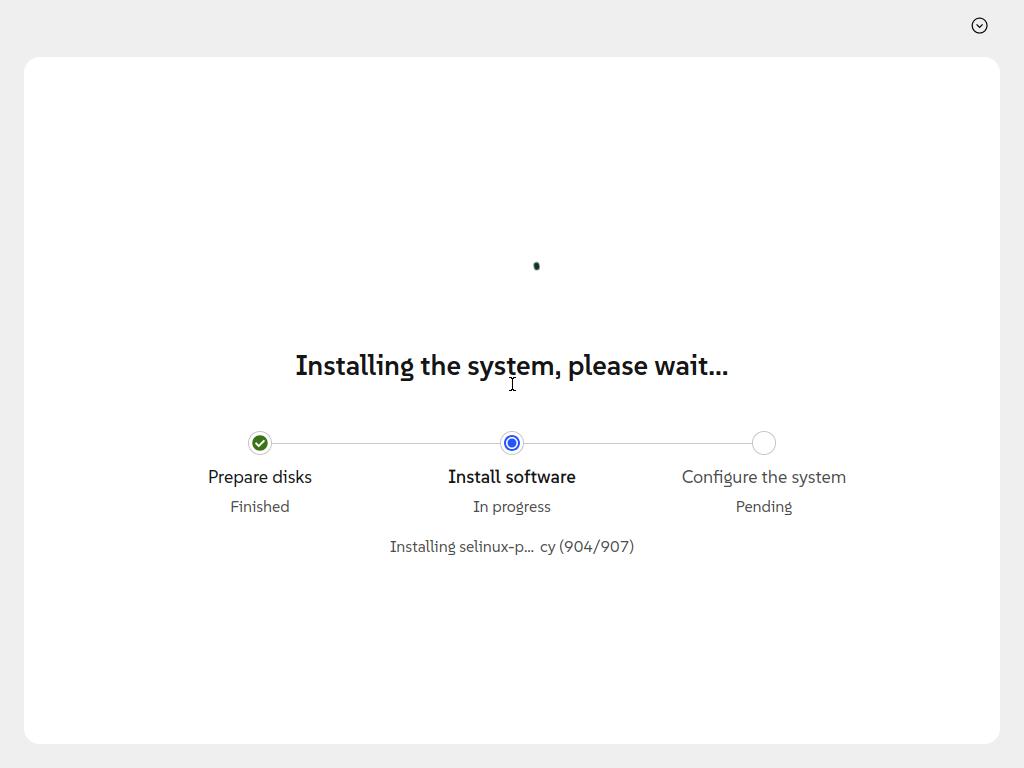 Installing the system, please wait...
Prepare disks
Finished
Install software
In progress
Configure the system
Pending
Installing selinux-p... cy (904/907)